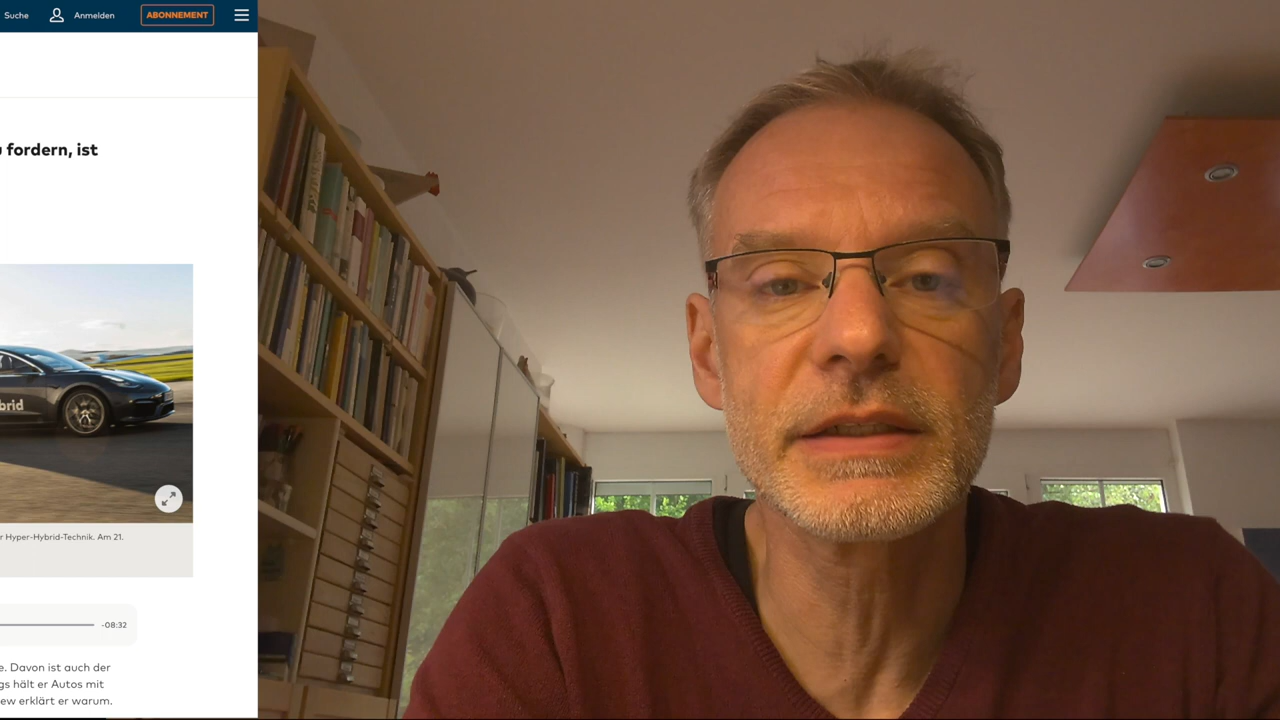 Suche Anmelden ABONNEMENT
u fordern, ist
brid
r Hyper-Hybrid-Technik. Am 21.
-08:32
e. Davon ist auch der
gs hält er Autos mit
ew erklärt er warum.